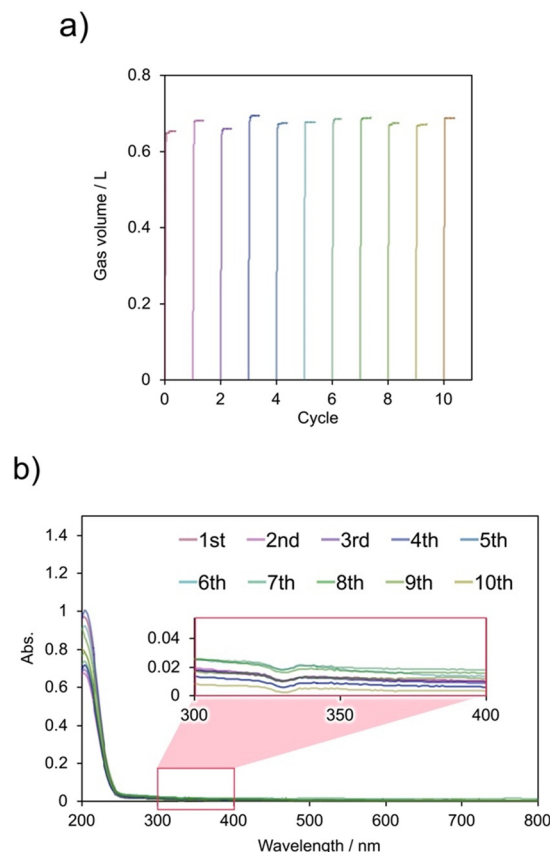 a)
0.8
0.6
0.4
0.2
0
Gas volume / L
0 2 4 6 8 10
Cycle
b)
1.4
1.2
1
0.8
0.6
0.4
0.2
0
Abs.
1st 2nd 3rd 4th 5th
6th 7th 8th 9th 10th
0.04
0.02
0
300 350 400
200 300 400 500 600 700 800
Wavelength / nm